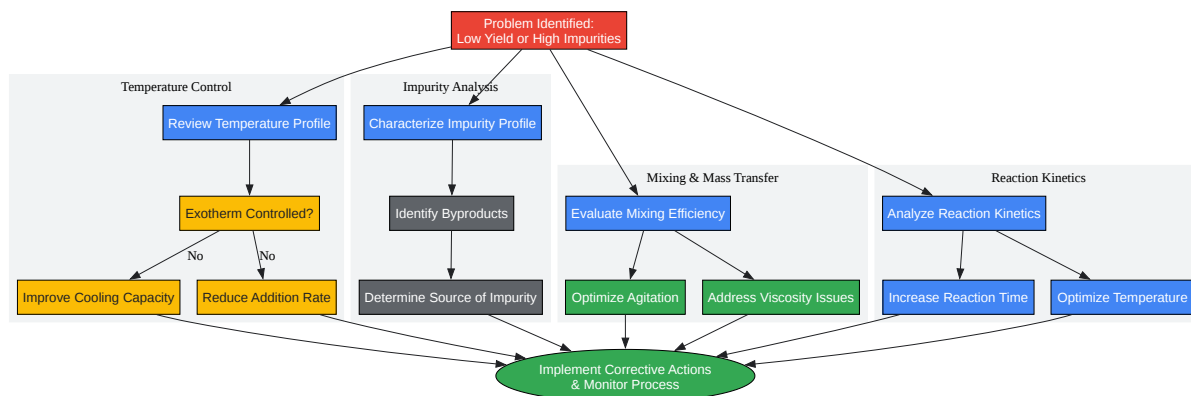 Problem Identified:
Low Yield or High Impurities
Temperature Control
Impurity Analysis
Review Temperature Profile
Characterize Impurity Profile
Mixing & Mass Transfer
Reaction Kinetics
Exotherm Controlled?
Identify Byproducts
Evaluate Mixing Efficiency
Analyze Reaction Kinetics
No
No
Improve Cooling Capacity
Reduce Addition Rate
Determine Source of Impurity
Optimize Agitation
Address Viscosity Issues
Increase Reaction Time
Optimize Temperature
Implement Corrective Actions
& Monitor Process